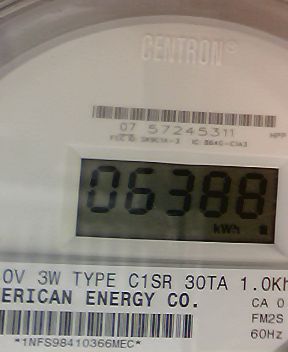 CENTRON®
07 57245311
06388
kWh
0V 3W TYPE C1SR 30TA 1.0Kh
ERICAN ENERGY CO.
CA 0
FM2S
60Hz
*1NFS98410366MEC*